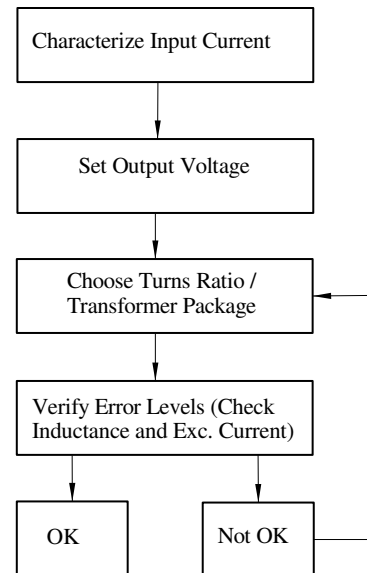 Characterize Input Current
Set Output Voltage
Choose Turns Ratio /
Transformer Package
Verify Error Levels (Check
Inductance and Exc. Current)
OK
Not OK